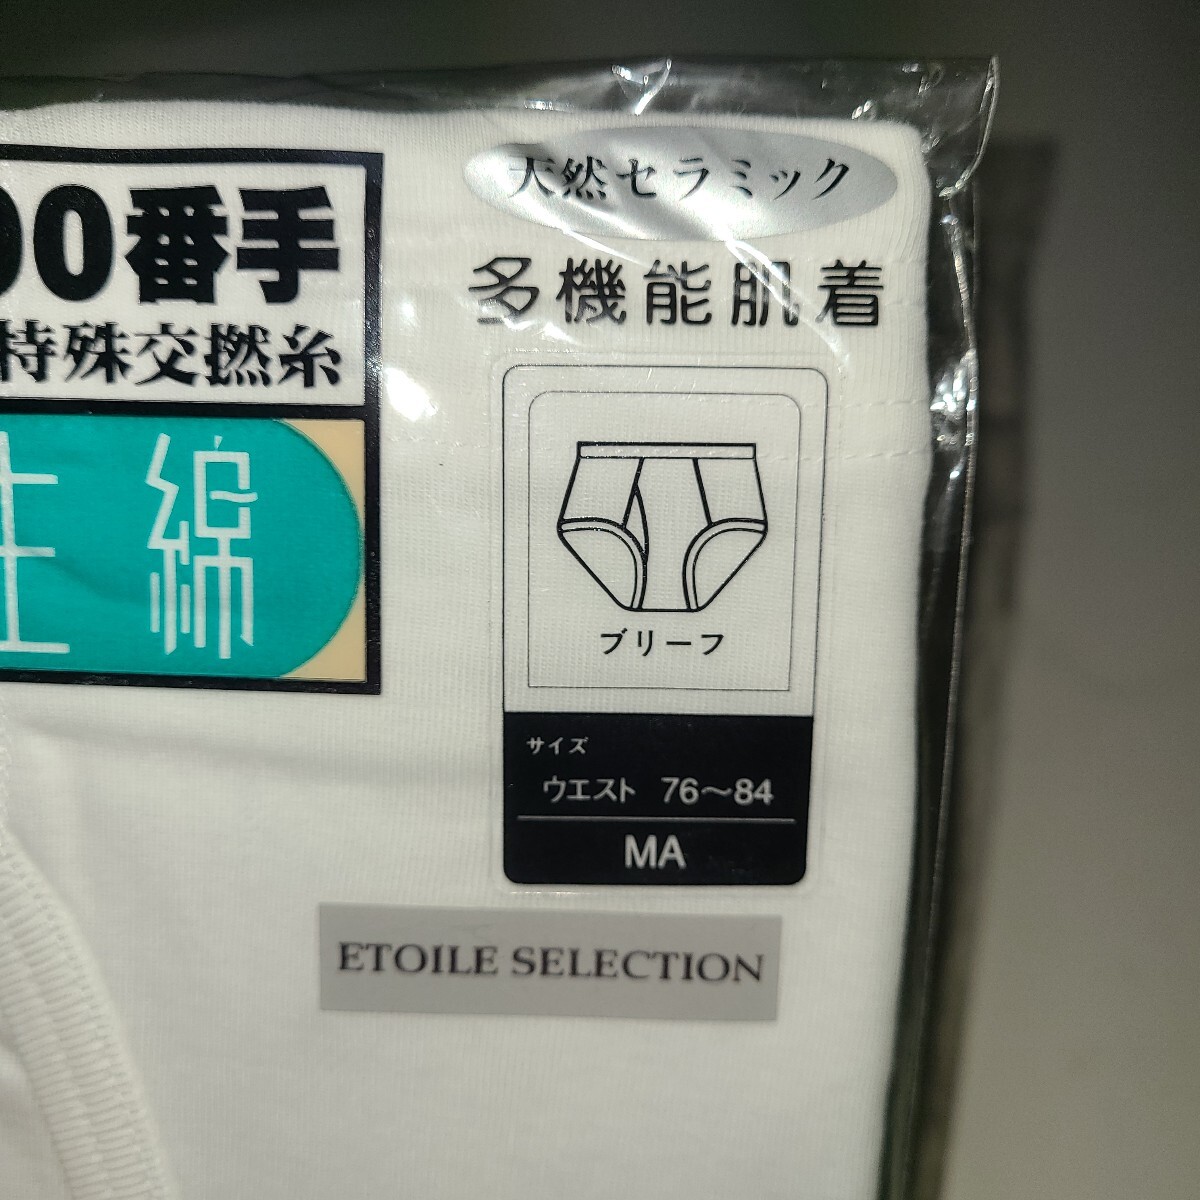 天然セラミック
多機能肌着
00番手
特殊交撚糸
生綿
ブリーフ
サイズ
ウエスト 76〜84
MA
ETOILE SELECTION